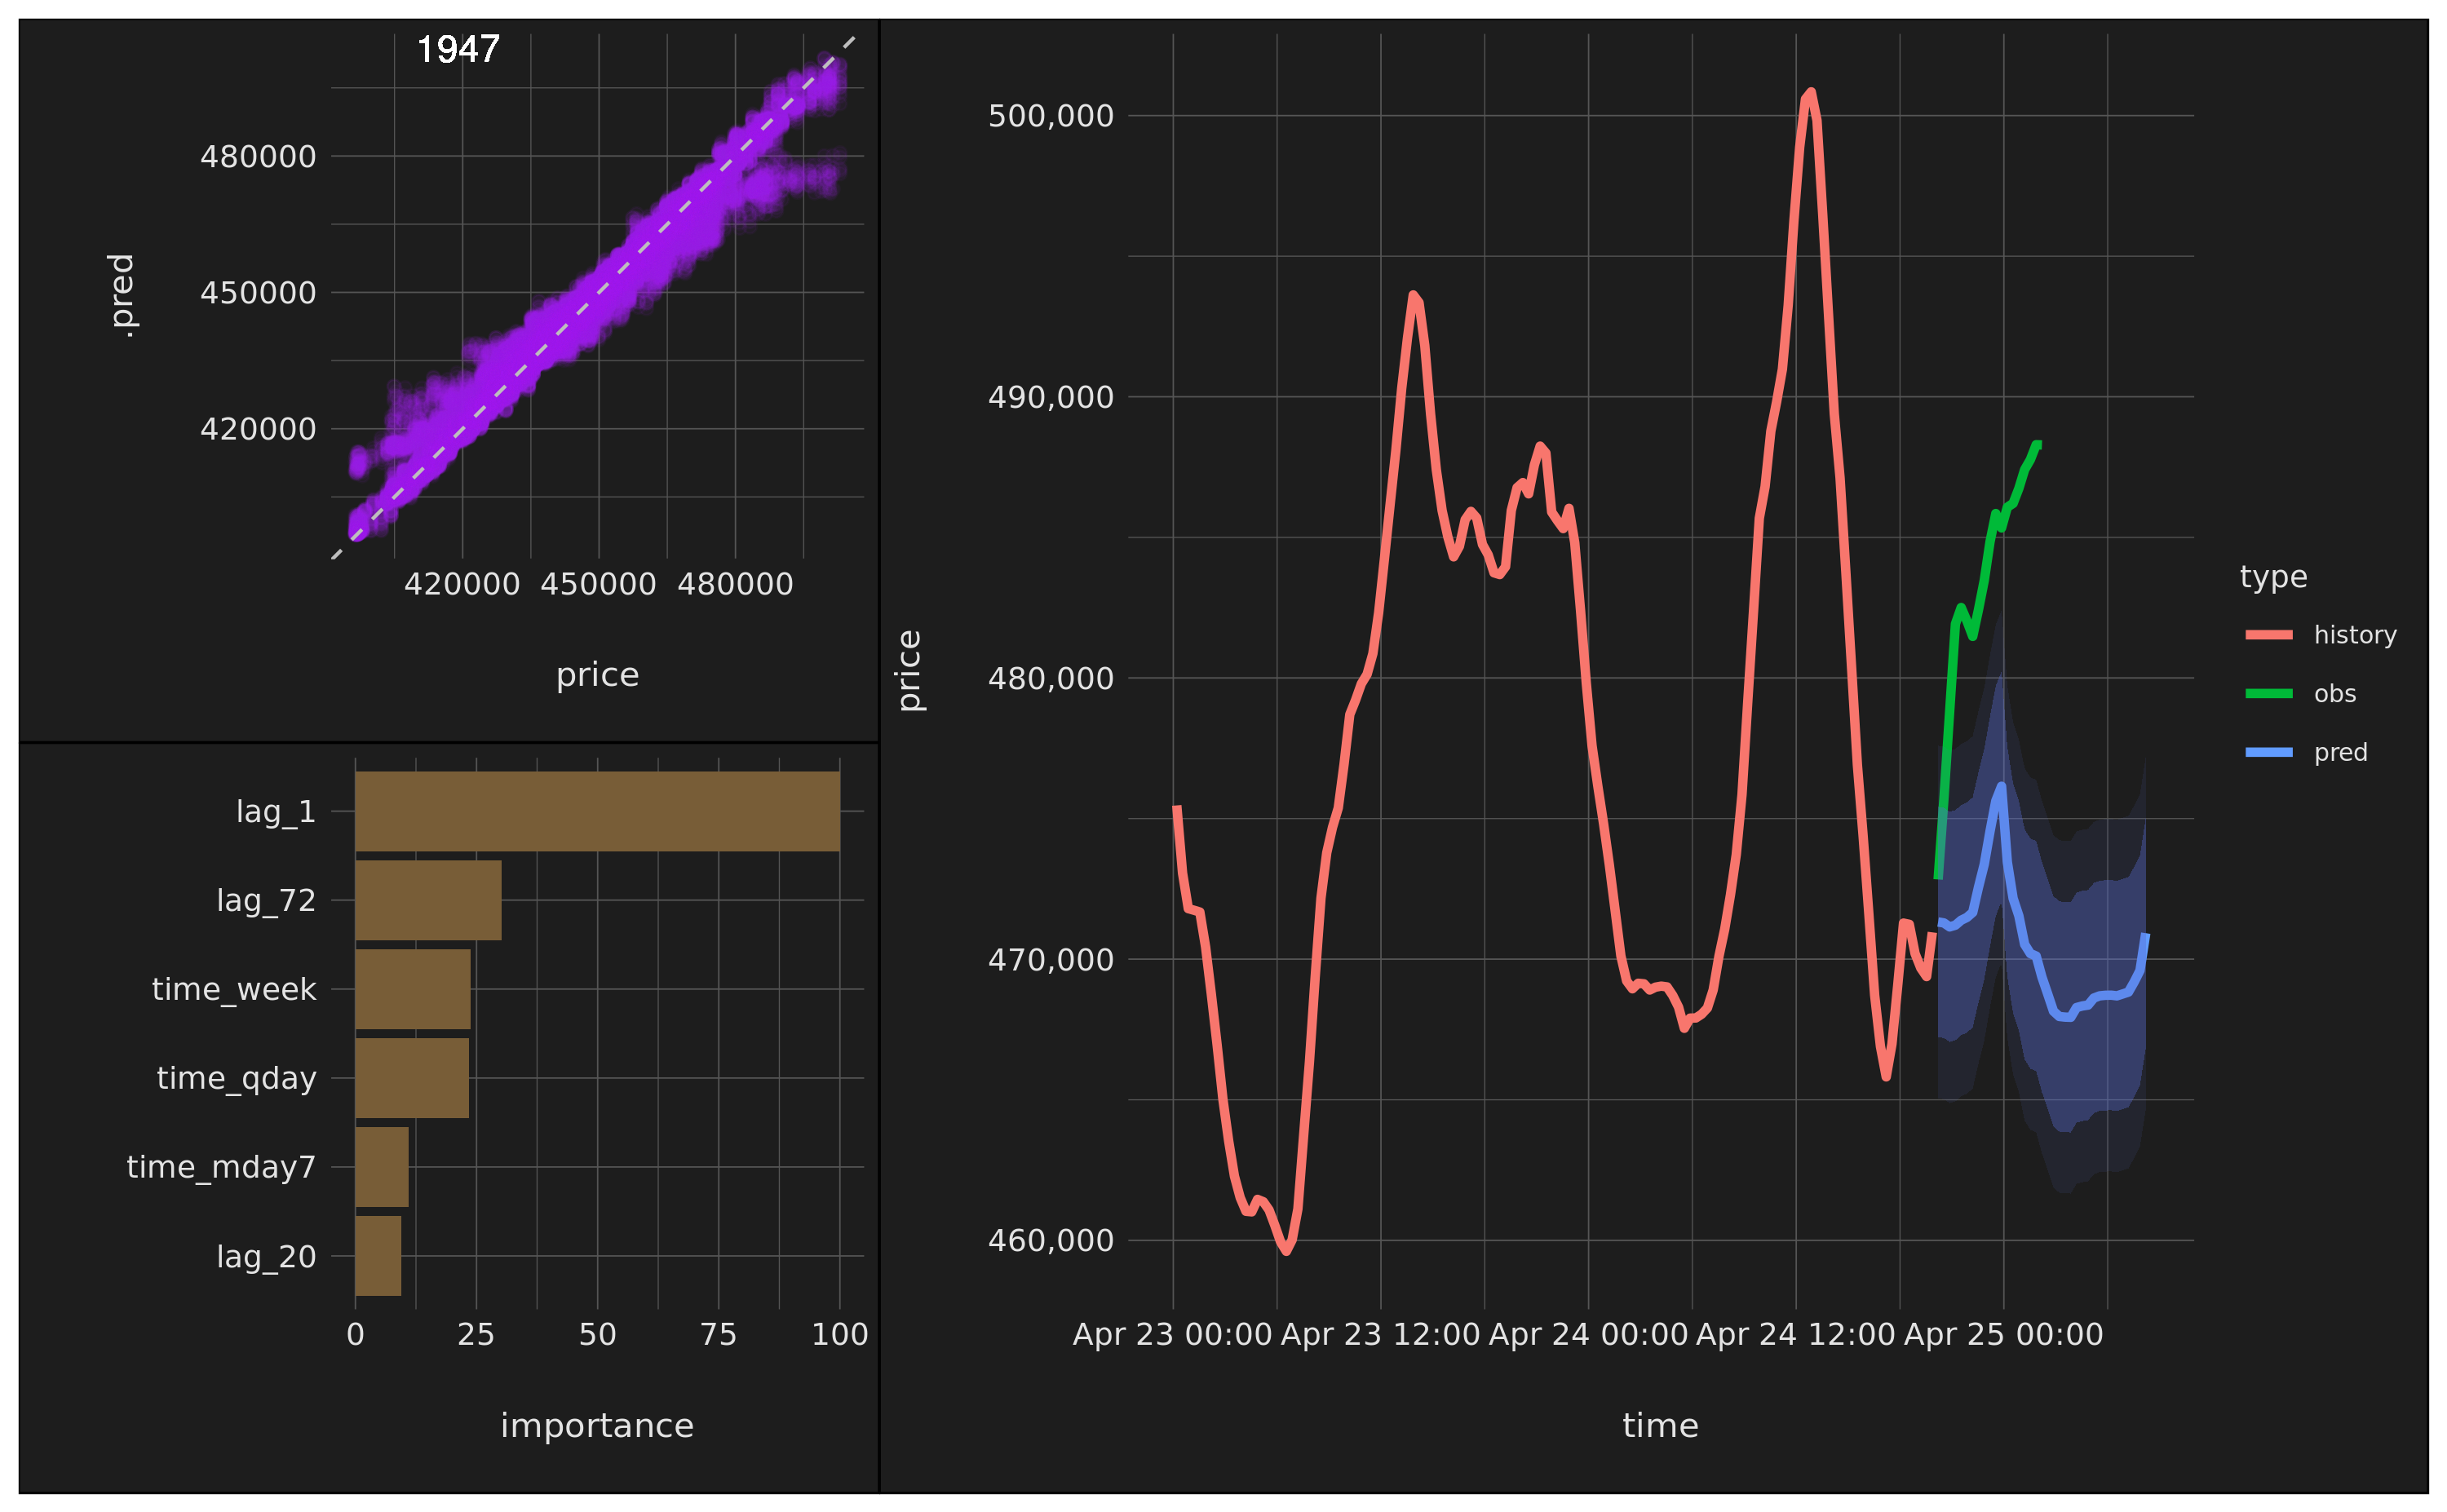 1947
480000
450000
420000
.pred
420000 450000 480000
price
lag_1
lag_72
time_week
time_qday
time_mday7
lag_20
0 25 50 75 100
importance
500,000
490,000
480,000
470,000
460,000
price
Apr 23 00:00 Apr 23 12:00 Apr 24 00:00 Apr 24 12:00 Apr 25 00:00
time
type
history
obs
pred